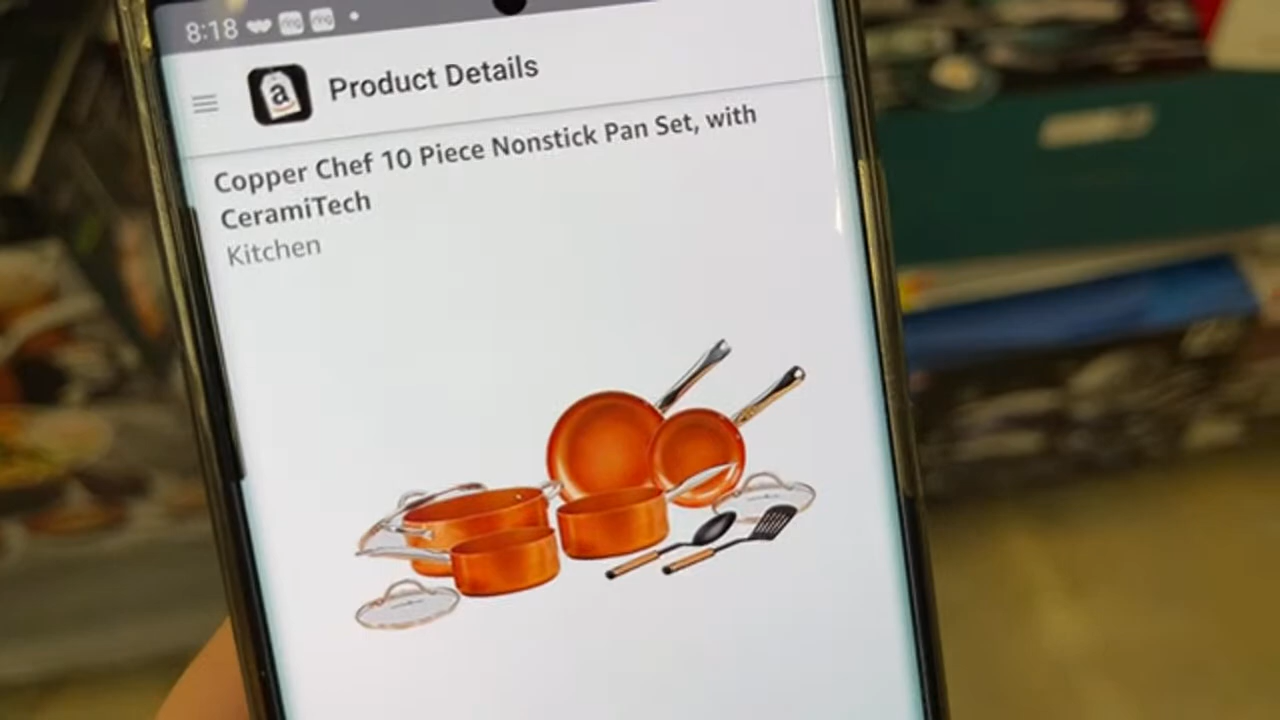 8:18
a
Product Details
Copper Chef 10 Piece Nonstick Pan Set, with
CeramiTech
Kitchen